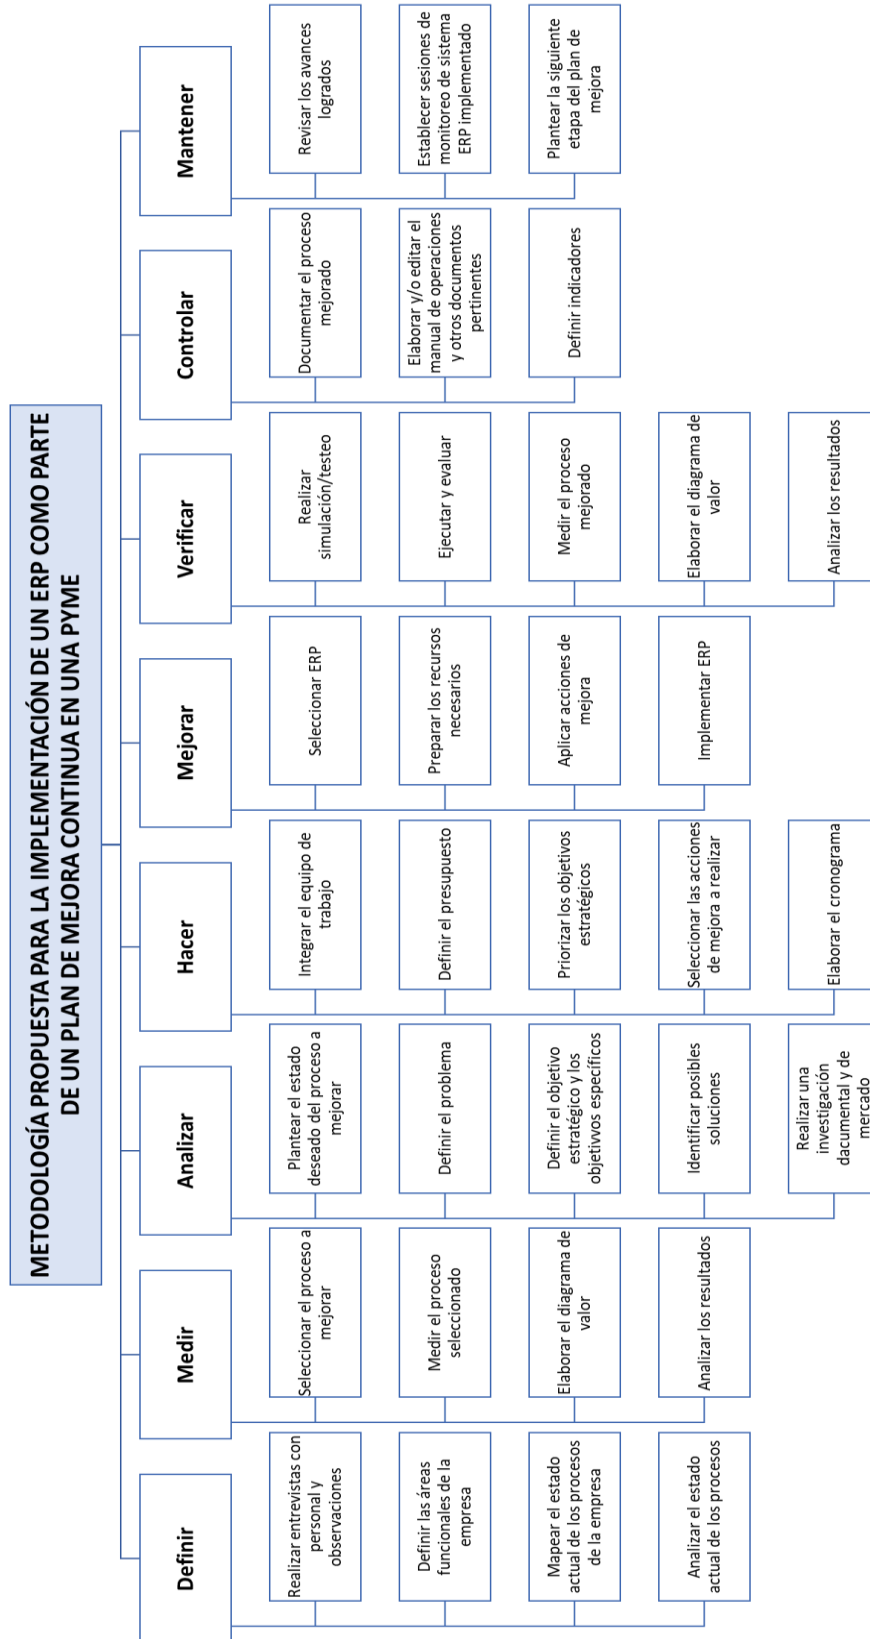 METODOLOGÍA PROPUESTA PARA LA IMPLEMENTACIÓN DE UN ERP COMO PARTE
DE UN PLAN DE MEJORA CONTINUA EN UNA PYME
Definir
Realizar entrevistas con
personal y
observaciones
Definir las áreas
funcionales de la
empresa
Mapear el estado
actual de los procesos
de la empresa
Analizar el estado
actual de los procesos
Medir
Seleccionar el proceso a
mejorar
Medir el proceso
seleccionado
Elaborar el diagrama de
valor
Analizar los resultados
Analizar
Plantear el estado
deseado del proceso a
mejorar
Definir el problema
Definir el objetivo
estratégico y los
objetivvos específicos
Identificar posibles
soluciones
Realizar una
investigación
dacumental y de
mercado
Hacer
Integrar el equipo de
trabajo
Definir el presupuesto
Priorizar los objetivos
estratégicos
Seleccionar las acciones
de mejora a realizar
Elaborar el cronograma
Mejorar
Seleccionar ERP
Preparar los recursos
necesarios
Aplicar acciones de
mejora
Implementar ERP
Verificar
Realizar
simulación/testeo
Ejecutar y evaluar
Medir el proceso
mejorado
Elaborar el diagrama de
valor
Analizar los resultados
Controlar
Documentar el proceso
mejorado
Elaborar y/o editar el
manual de operaciones
y otros documentos
pertinentes
Definir indicadores
Mantener
Revisar los avances
logrados
Establecer sesiones de
monitoreo de sistema
ERP implementado
Plantear la siguiente
etapa del plan de
mejora